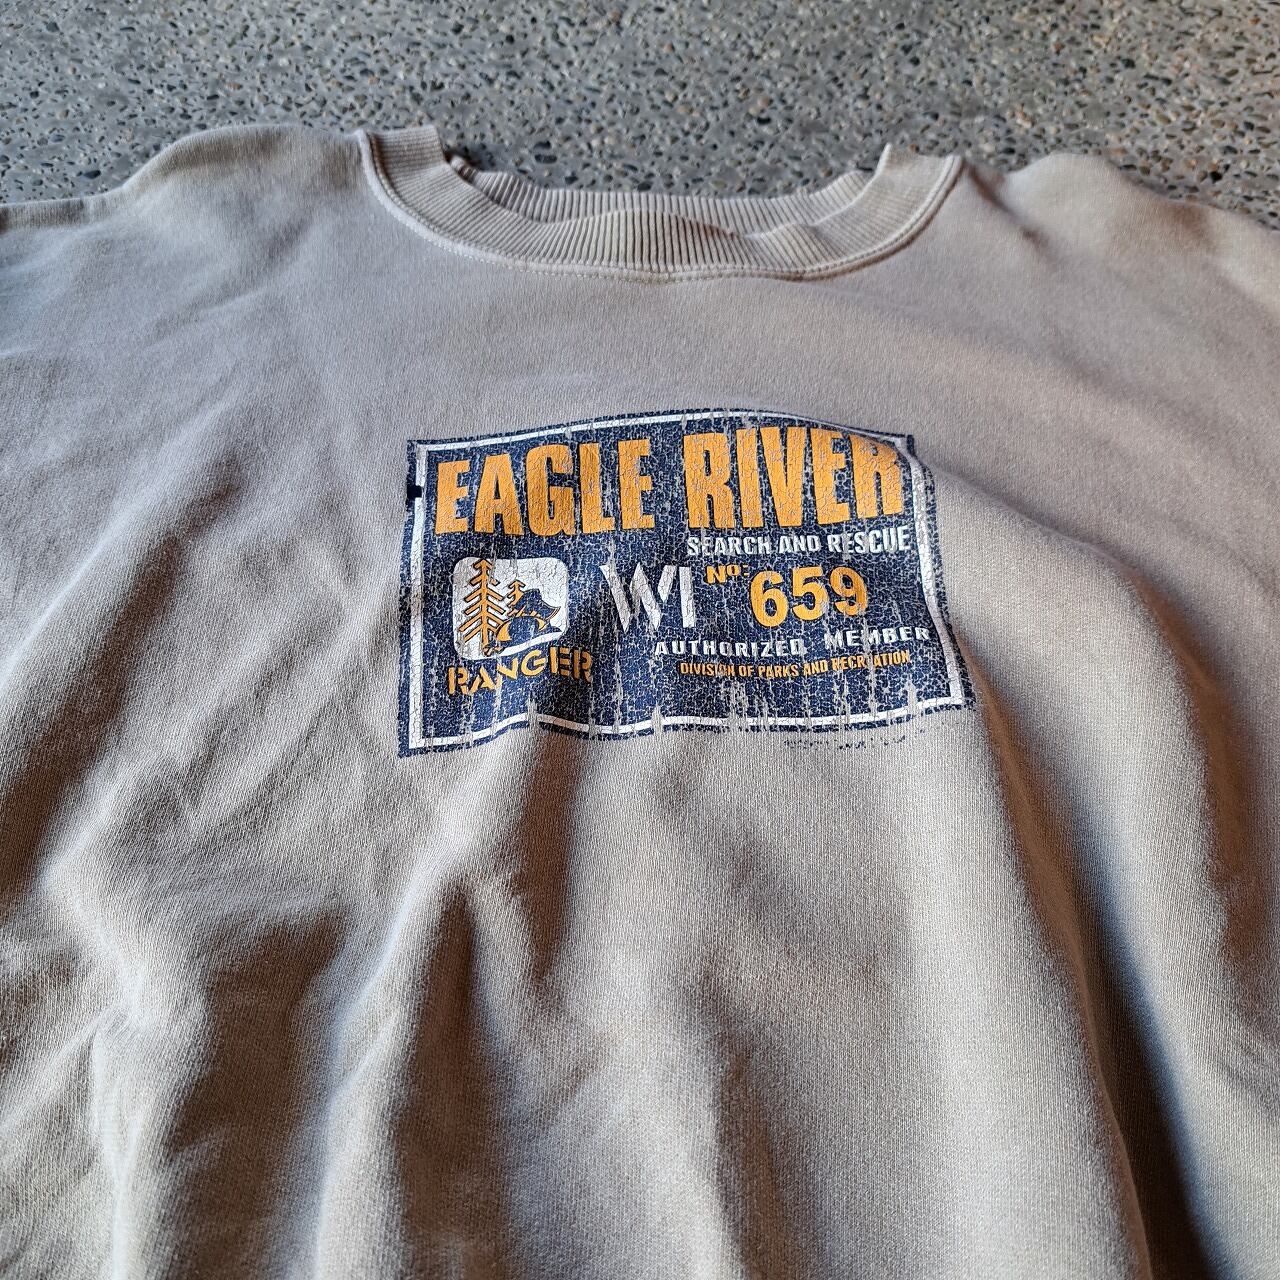 EAGLE RIVER
SEARCH AND RESCUE
WI Nº: 659
AUTHORIZED MEMBER
RANGER
DIVISION OF PARKS AND RECREATION